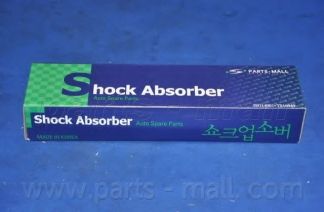 Shock Absorber
Auto Spare Parts
PARTS-MALL
Shock Absorber Auto Spare Parts
MADE IN KOREA
쇼크업소버
www.parts-mall.com